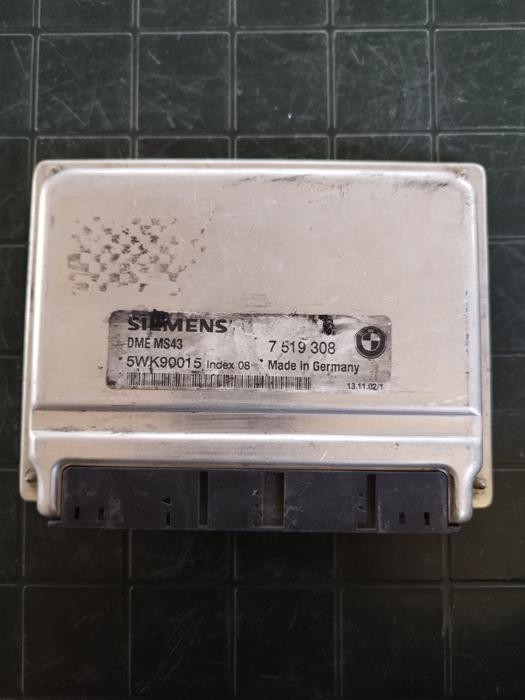 SIEMENS
DME MS43 7 519 308
5WK90015 Index 08 Made in Germany
13.11.02/1